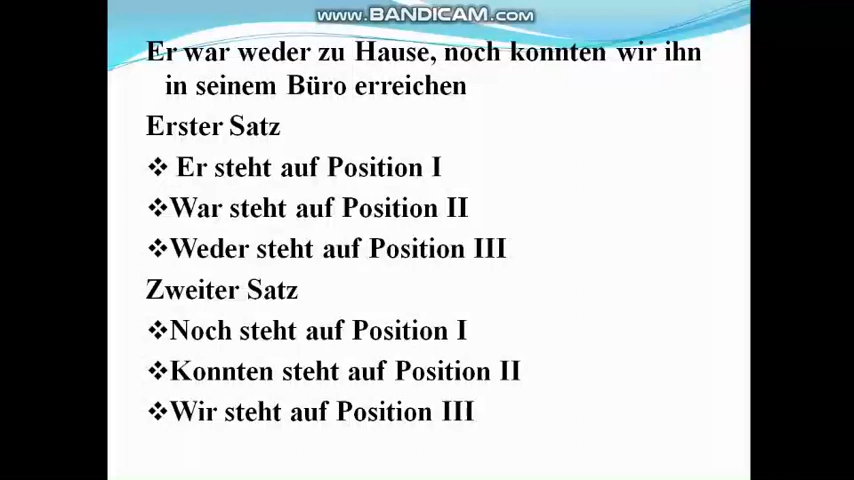 www.BANDICAM.com
Er war weder zu Hause, noch konnten wir ihn
in seinem Büro erreichen
Erster Satz
❖ Er steht auf Position I
❖War steht auf Position II
❖Weder steht auf Position III
Zweiter Satz
❖Noch steht auf Position I
❖Konnten steht auf Position II
❖Wir steht auf Position III